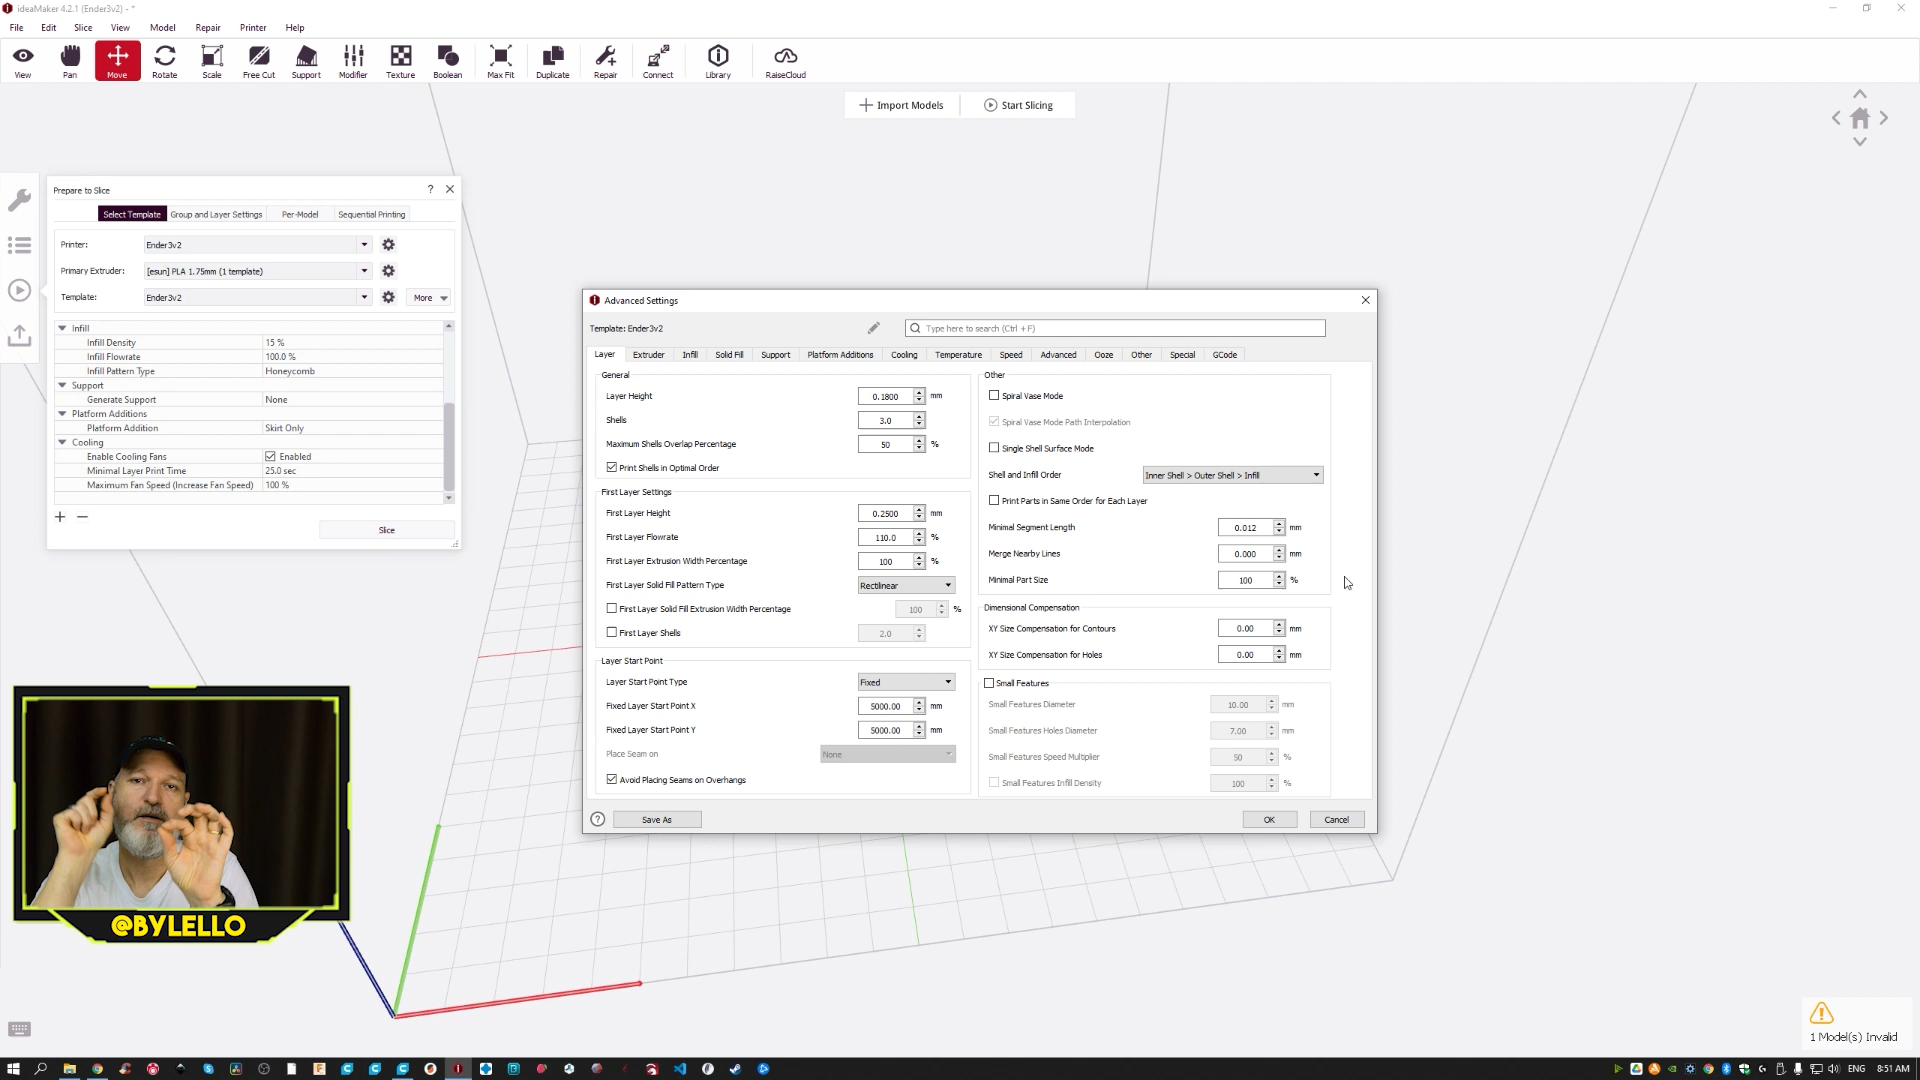 ideaMaker 4.2.1 (Ender3v2) - *
File Edit Slice View Model Repair Printer Help
View Pan Move Rotate Scale Free Cut Support Modifier Texture Boolean Max Fit Duplicate Repair Connect Library RaiseCloud
Import Models Start Slicing
Prepare to Slice ?
Select Template Group and Layer Settings Per-Model Sequential Printing
Printer: Ender3v2
Primary Extruder: [esun] PLA 1.75mm (1 template)
Template: Ender3v2 More
Infill
Infill Density 15 %
Infill Flowrate 100.0 %
Infill Pattern Type Honeycomb
Support
Generate Support None
Platform Additions
Platform Addition Skirt Only
Cooling
Enable Cooling Fans Enabled
Minimal Layer Print Time 25.0 sec
Maximum Fan Speed (Increase Fan Speed) 100 %
Slice
Advanced Settings
Template: Ender3v2 Type here to search (Ctrl + F)
Layer Extruder Infill Solid Fill Support Platform Additions Cooling Temperature Speed Advanced Ooze Other Special GCode
General
Layer Height 0.1800 mm
Shells 3.0
Maximum Shells Overlap Percentage 50 %
Print Shells in Optimal Order
First Layer Settings
First Layer Height 0.2500 mm
First Layer Flowrate 110.0 %
First Layer Extrusion Width Percentage 100 %
First Layer Solid Fill Pattern Type Rectilinear
First Layer Solid Fill Extrusion Width Percentage 100 %
First Layer Shells 2.0
Layer Start Point
Layer Start Point Type Fixed
Fixed Layer Start Point X 5000.00 mm
Fixed Layer Start Point Y 5000.00 mm
Place Seam on None
Avoid Placing Seams on Overhangs
Other
Spiral Vase Mode
Spiral Vase Mode Path Interpolation
Single Shell Surface Mode
Shell and Infill Order Inner Shell > Outer Shell > Infill
Print Parts in Same Order for Each Layer
Minimal Segment Length 0.012 mm
Merge Nearby Lines 0.000 mm
Minimal Part Size 100 %
Dimensional Compensation
XY Size Compensation for Contours 0.00 mm
XY Size Compensation for Holes 0.00 mm
Small Features
Small Features Diameter 10.00 mm
Small Features Holes Diameter 7.00 mm
Small Features Speed Multiplier 50 %
Small Features Infill Density 100 %
? Save As OK Cancel
@BYLELLO
1 Model(s) Invalid
ENG 8:51 AM